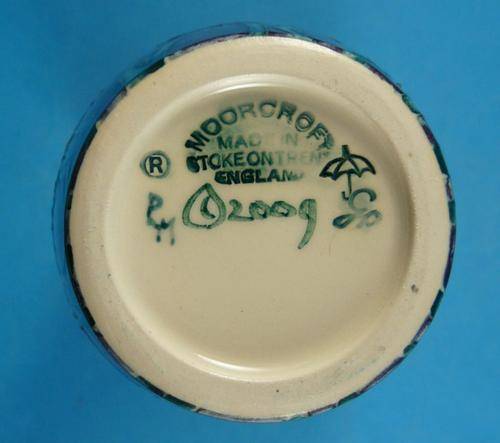 MOORCROFT
MADE IN
STOKE ON TRENT
ENGLAND
®
2009